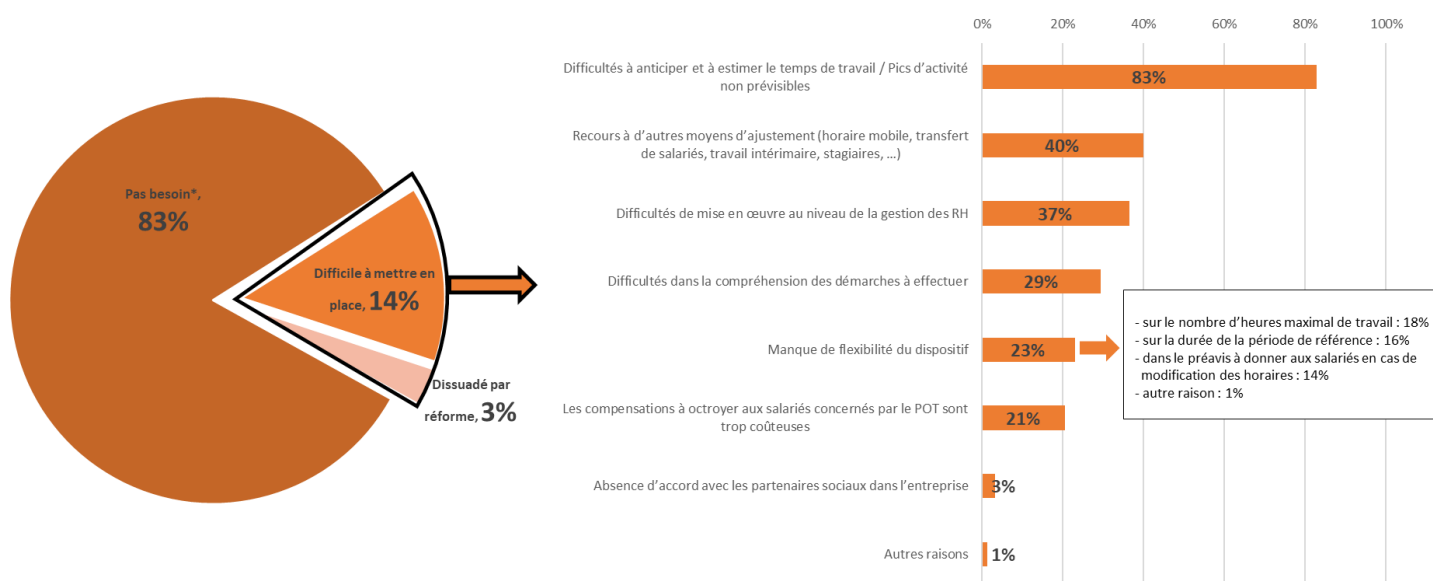 Pas besoin*,
83%
Difficile à mettre en
place, 14%
Dissuadé par
réforme, 3%
0% 20% 40% 60% 80% 100%
Difficultés à anticiper et à estimer le temps de travail / Pics d'activité
non prévisibles
83%
Recours à d'autres moyens d'ajustement (horaire mobile, transfert
de salariés, travail intérimaire, stagiaires, ...)
40%
Difficultés de mise en œuvre au niveau de la gestion des RH
37%
Difficultés dans la compréhension des démarches à effectuer
29%
Manque de flexibilité du dispositif
23%
- sur le nombre d'heures maximal de travail : 18%
- sur la durée de la période de référence : 16%
- dans le préavis à donner aux salariés en cas de
modification des horaires : 14%
- autre raison : 1%
Les compensations à octroyer aux salariés concernés par le POT sont
trop coûteuses
21%
Absence d'accord avec les partenaires sociaux dans l'entreprise
3%
Autres raisons
1%